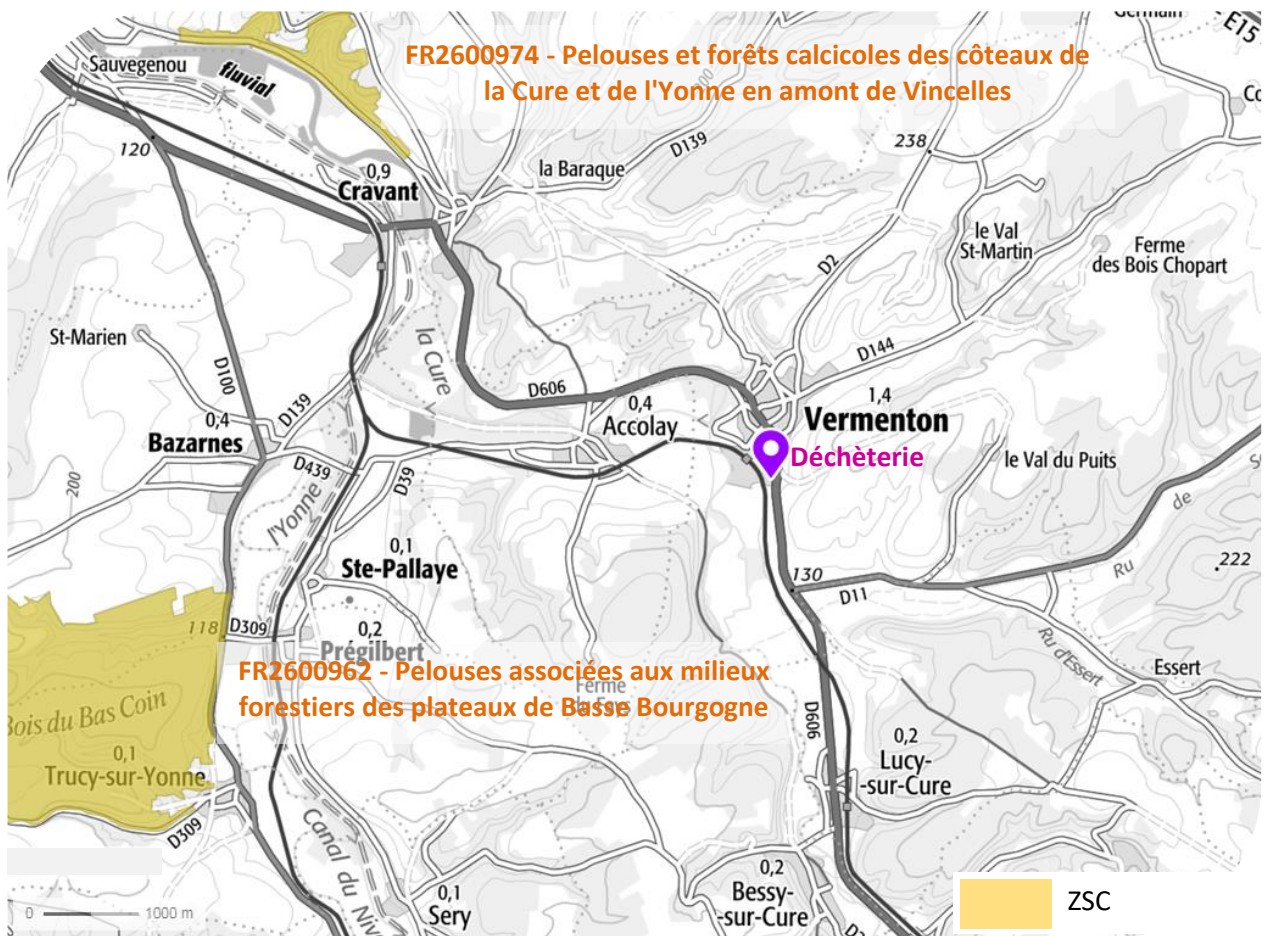 Germain
E15
Sauvegenou
fluvial
FR2600974 - Pelouses et forêts calcicoles des côteaux de
la Cure et de l'Yonne en amont de Vincelles
120
0,9
Cravant
la Baraque
D139
238
le Val
St-Martin
Ferme
des Bois Chopart
D2
St-Marien
D100
la Cure
D144
D606
0,4
Accolay
1,4
Vermenton
Déchèterie
0,4
Bazarnes
D139
D439
D39
le Val du Puits
200
l'Yonne
0,1
Ste-Pallaye
de
Ru
222
130
D11
118
D309
0,2
Prégilbert
Ru d'Essert
Essert
FR2600962 - Pelouses associées aux milieux
forestiers des plateaux de Basse Bourgogne
Ferme
Bois du Bas Coin
0,1
Trucy-sur-Yonne
D606
0,2
Lucy-
-sur-Cure
D309
Canal du Niv
0,1
Sery
0,2
Bessy-
-sur-Cure
0 1000 m
ZSC